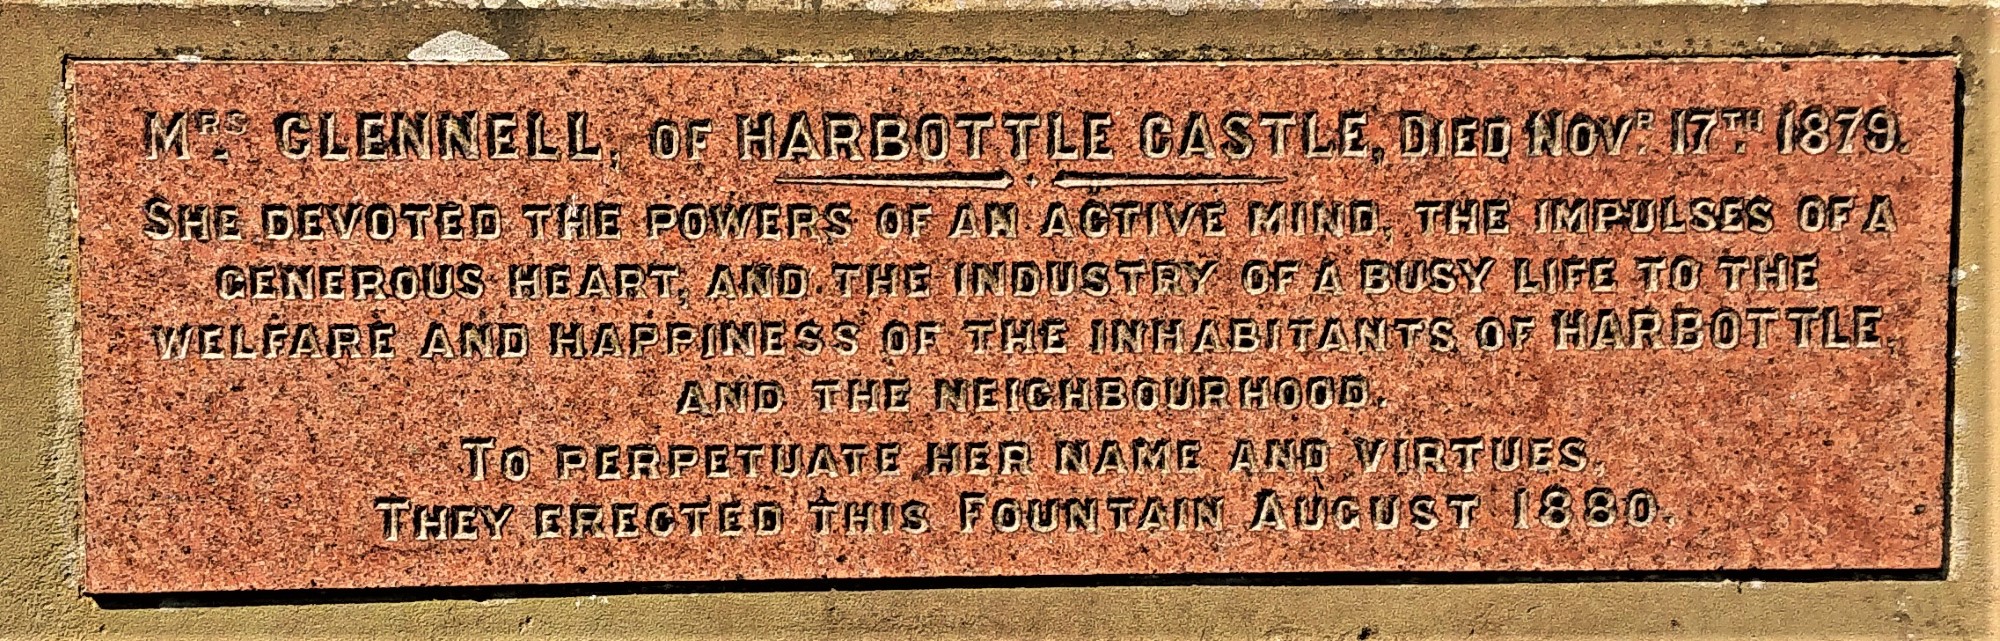 MRS. GLENNELL, OF HARBOTTLE CASTLE, DIED NOVR. 17TH. 1879.
SHE DEVOTED THE POWERS OF AN ACTIVE MIND, THE IMPULSES OF A
GENEROUS HEART, AND THE INDUSTRY OF A BUSY LIFE TO THE
WELFARE AND HAPPINESS OF THE INHABITANTS OF HARBOTTLE,
AND THE NEIGHBOURHOOD.
TO PERPETUATE HER NAME AND VIRTUES,
THEY ERECTED THIS FOUNTAIN AUGUST 1880.